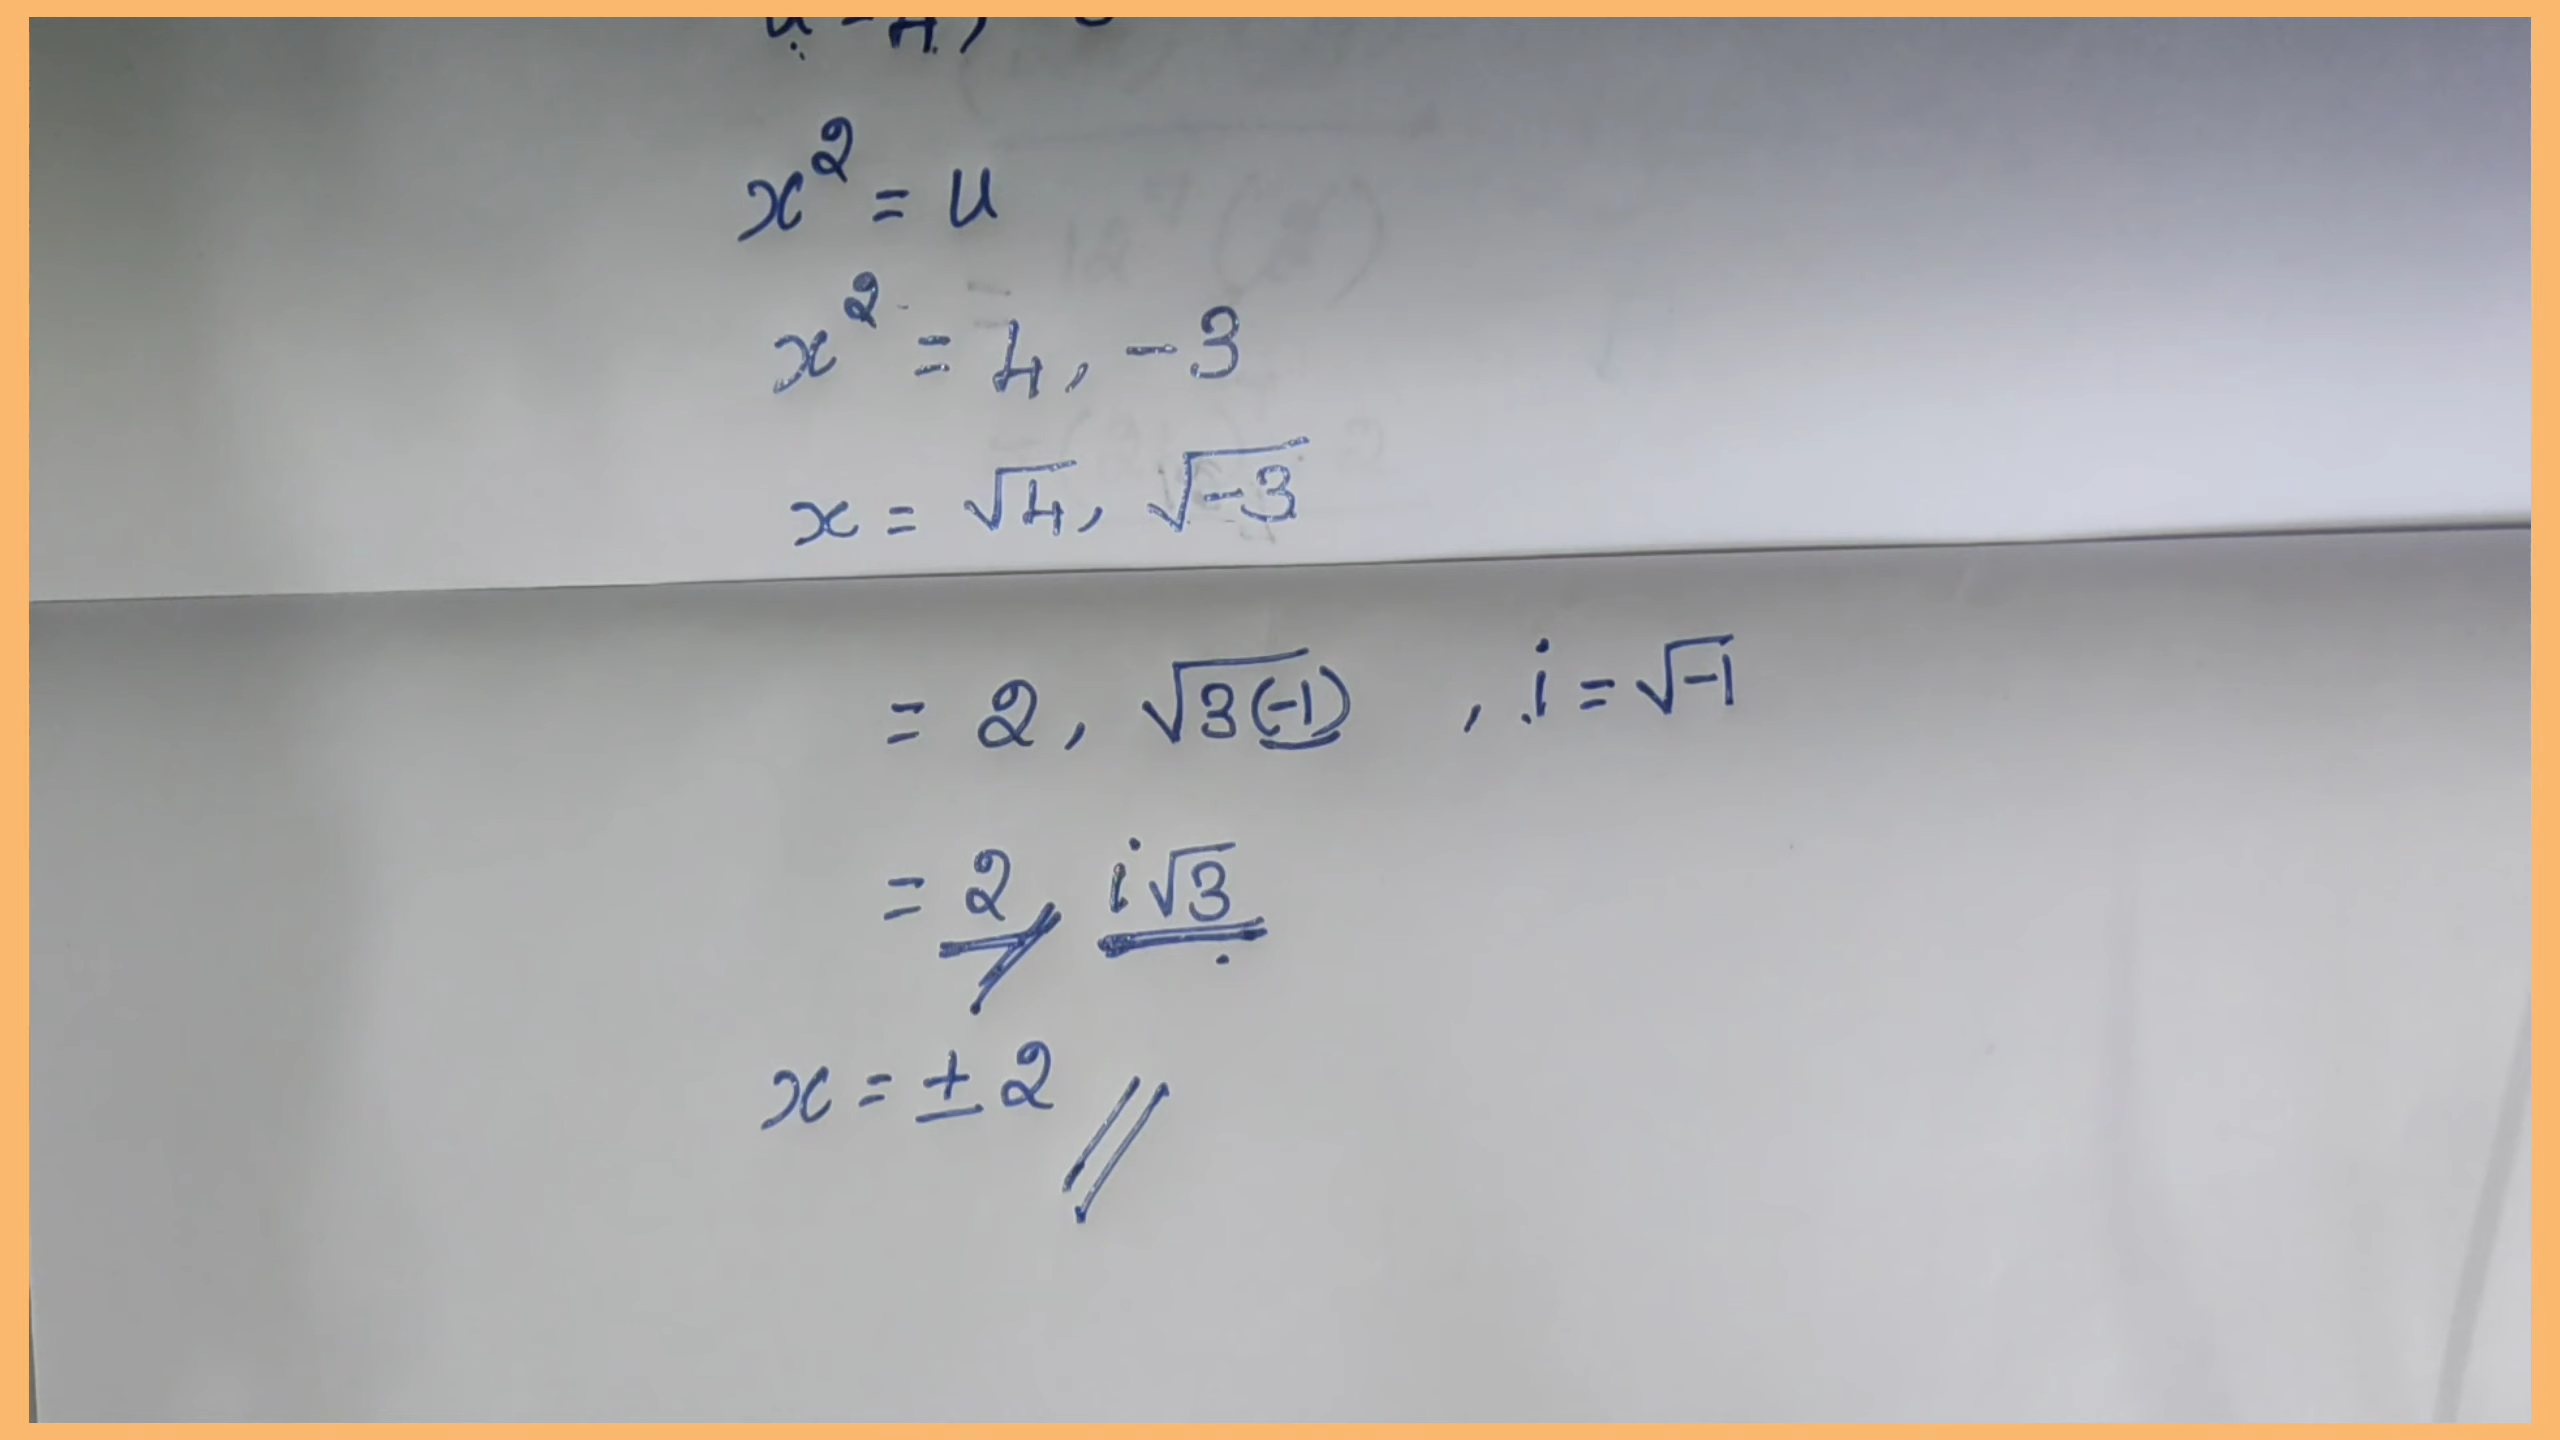 x² = u
x² = 4, -3
x = √4, √-3
= 2, √3(-1) , i = √-1
= 2, i√3
x = ± 2